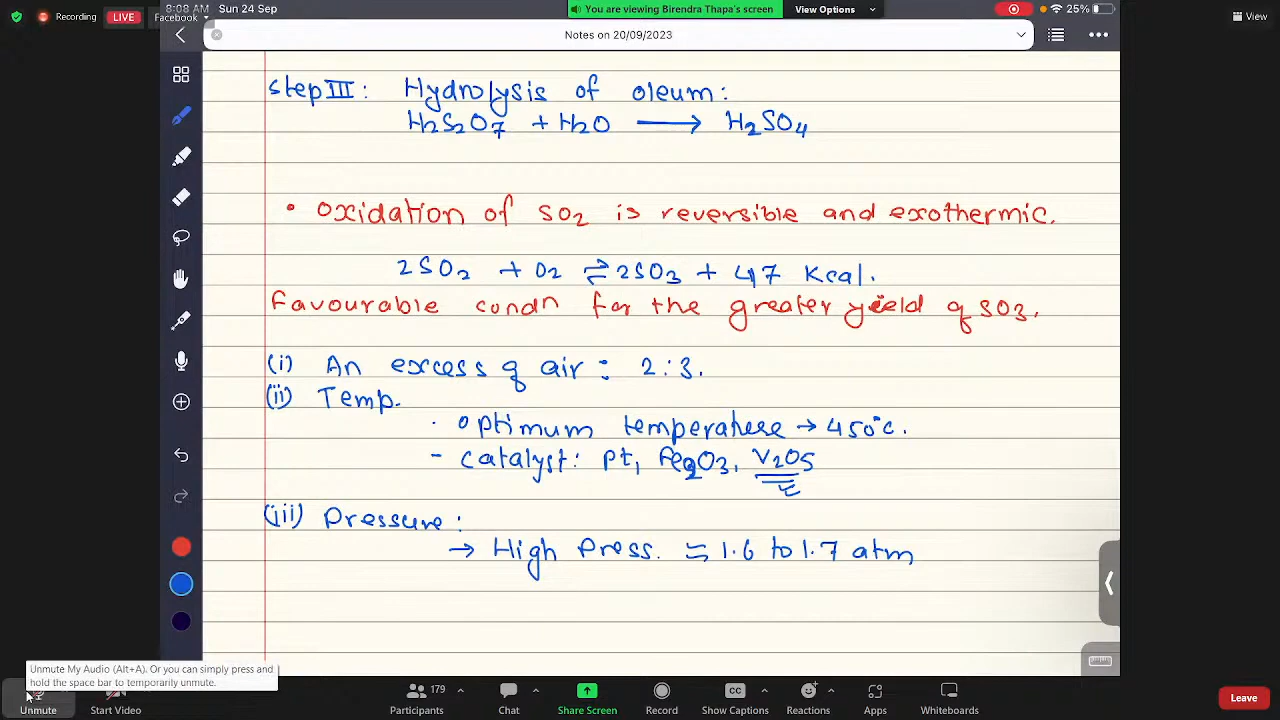 8:08 AM Sun 24 Sep
Recording LIVE Facebook
You are viewing Birendra Thapa's screen View Options
25%
View
Notes on 20/09/2023
step III: Hydrolysis of oleum:
H2S2O7 + H2O → H2SO4
• Oxidation of SO2 is reversible and exothermic.
2SO2 + O2 ⇌ 2SO3 + 47 Kcal.
Favourable condn for the greater yield of SO3.
(i) An excess of air : 2:3.
(ii) Temp.
· optimum temperature → 450°c.
- catalyst: Pt, Fe2O3, V2O5
(iii) Pressure:
→ High Press. ≌ 1.6 to 1.7 atm
Unmute My Audio (Alt+A). Or you can simply press and
hold the space bar to temporarily unmute.
179
Unmute Start Video Participants Chat Share Screen Record Show Captions Reactions Apps Whiteboards Leave